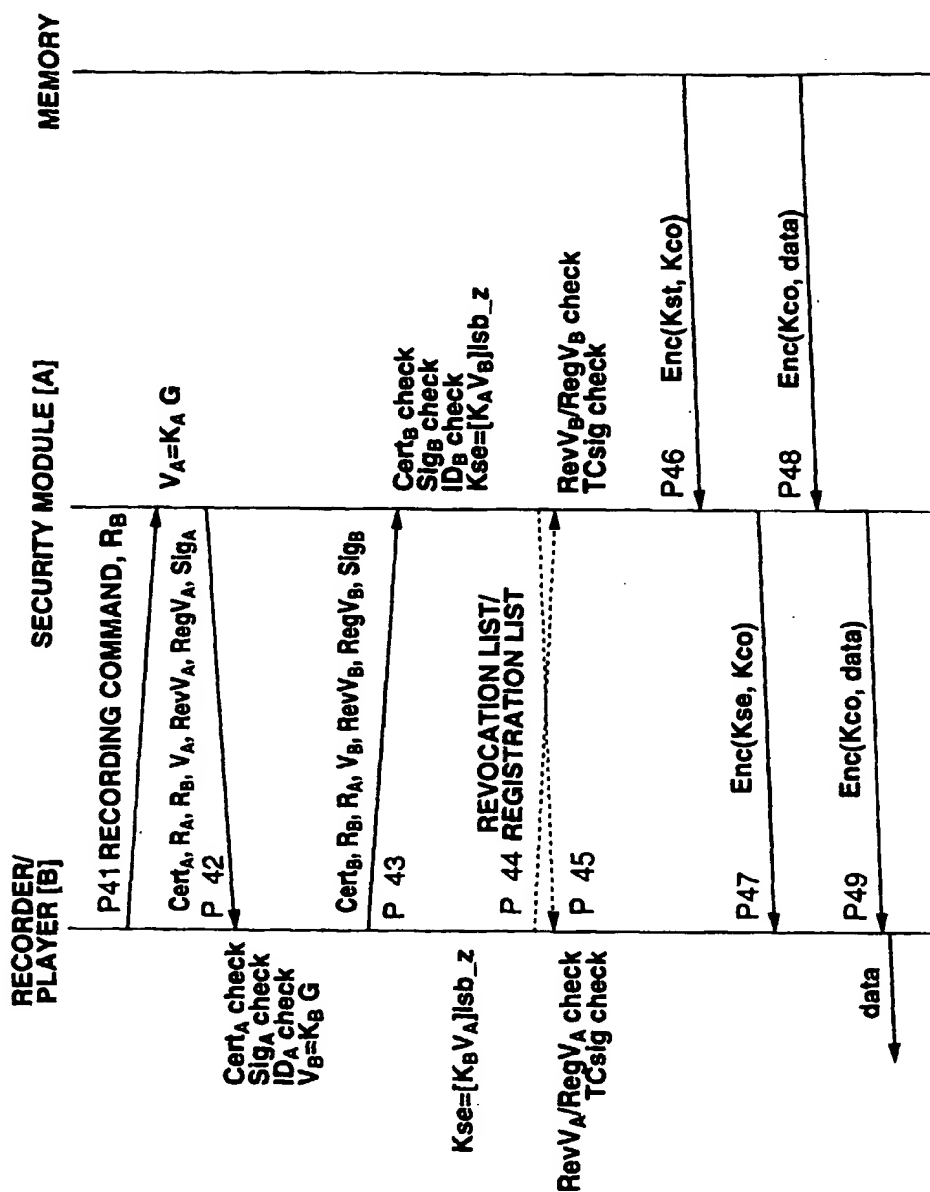 RECORDER/
PLAYER [B]
SECURITY MODULE [A]
MEMORY
P41 RECORDING COMMAND, R_B
V_A=K_A G
Cert_A, R_A, R_B, V_A, RevV_A, RegV_A, Sig_A
P 42
Cert_A check
Sig_A check
ID_A check
V_B=K_B G
Cert_B, R_B, R_A, V_B, RevV_B, RegV_B, Sig_B
P 43
Cert_B check
Sig_B check
ID_B check
Kse=[K_A V_B]lsb_z
Kse=[K_B V_A]lsb_z
REVOCATION LIST/
P 44 REGISTRATION LIST
P 45
RevV_A/RegV_A check
TCsig check
RevV_B/RegV_B check
TCsig check
P46 Enc(Kst, Kco)
P47 Enc(Kse, Kco)
P48 Enc(Kco, data)
P49 Enc(Kco, data)
data